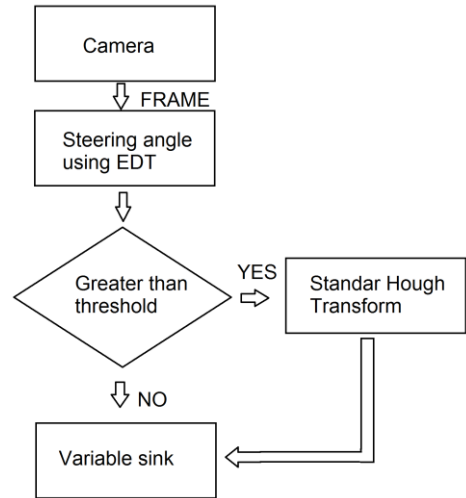 Camera
FRAME
Steering angle
using EDT
Greater than
threshold
YES
Standar Hough
Transform
NO
Variable sink